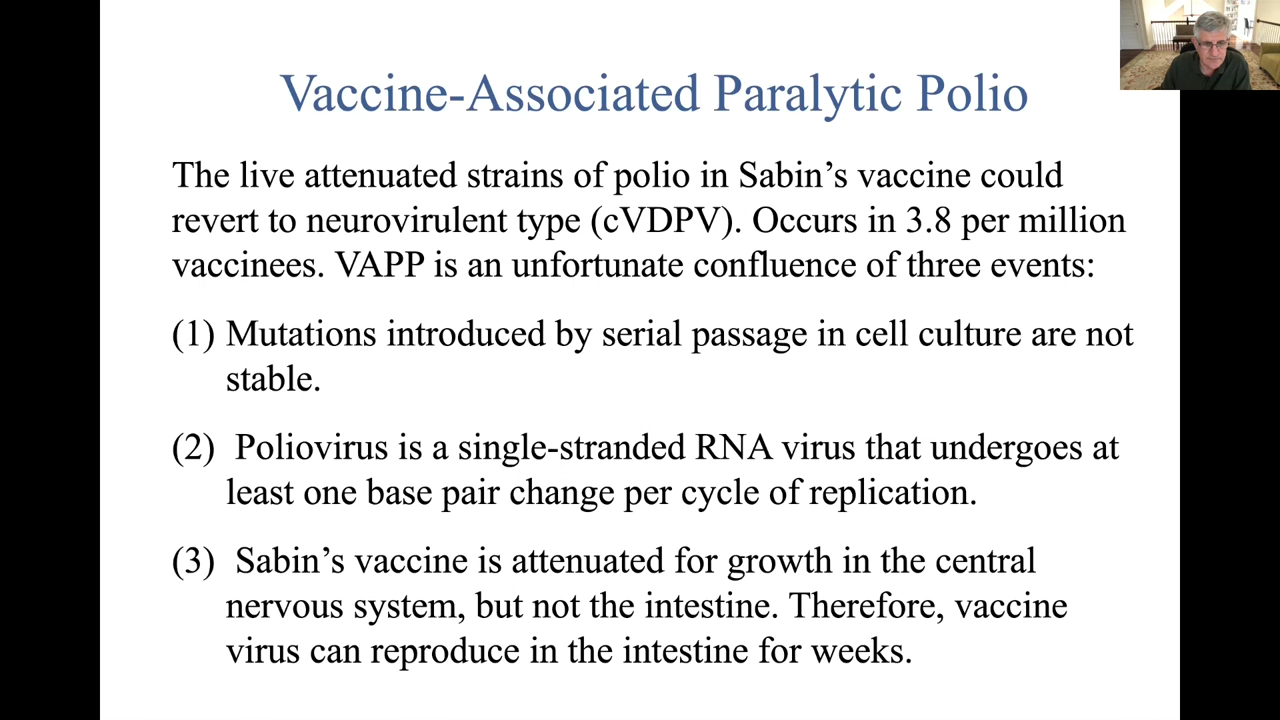 Vaccine-Associated Paralytic Polio
The live attenuated strains of polio in Sabin’s vaccine could
revert to neurovirulent type (cVDPV). Occurs in 3.8 per million
vaccinees. VAPP is an unfortunate confluence of three events:
(1) Mutations introduced by serial passage in cell culture are not
stable.
(2) Poliovirus is a single-stranded RNA virus that undergoes at
least one base pair change per cycle of replication.
(3) Sabin’s vaccine is attenuated for growth in the central
nervous system, but not the intestine. Therefore, vaccine
virus can reproduce in the intestine for weeks.